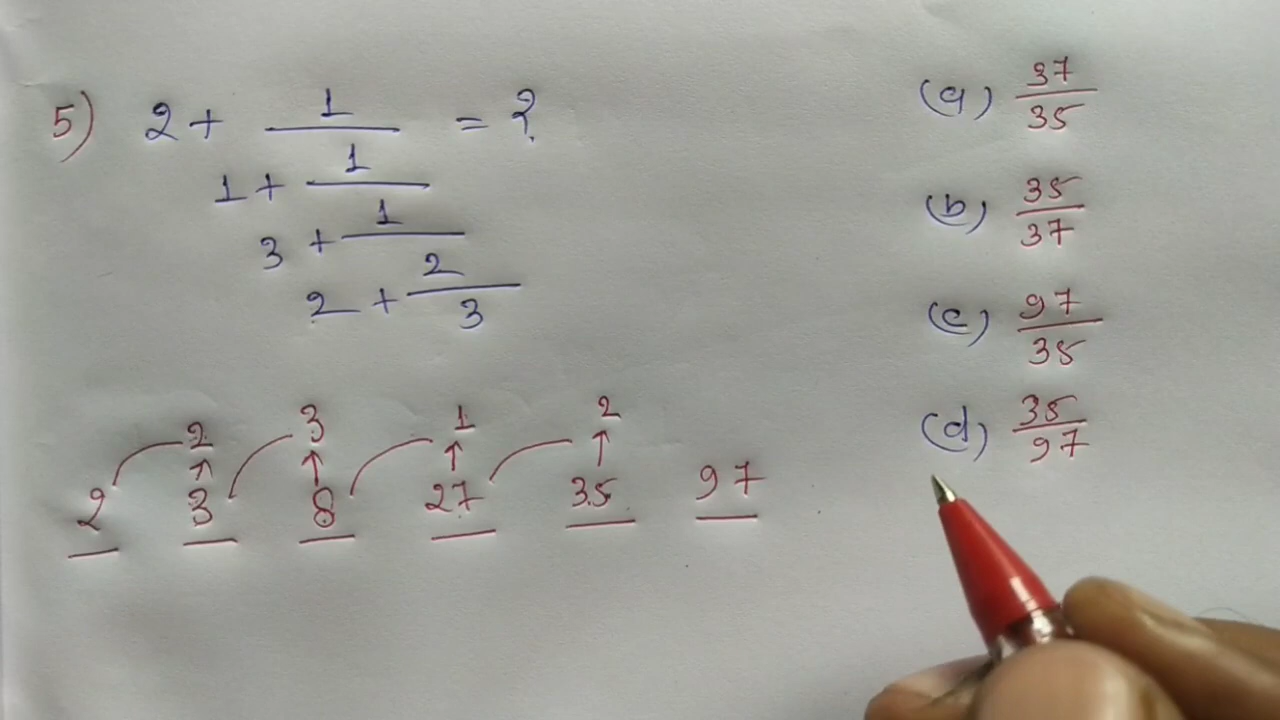 5) 2 + 1 = ?
1 + 1
3 + 1
2 + 2
3
2 3 1 2
2 3 8 27 35 97
(a) 37
35
(b) 35
37
(c) 97
35
(d) 35
97